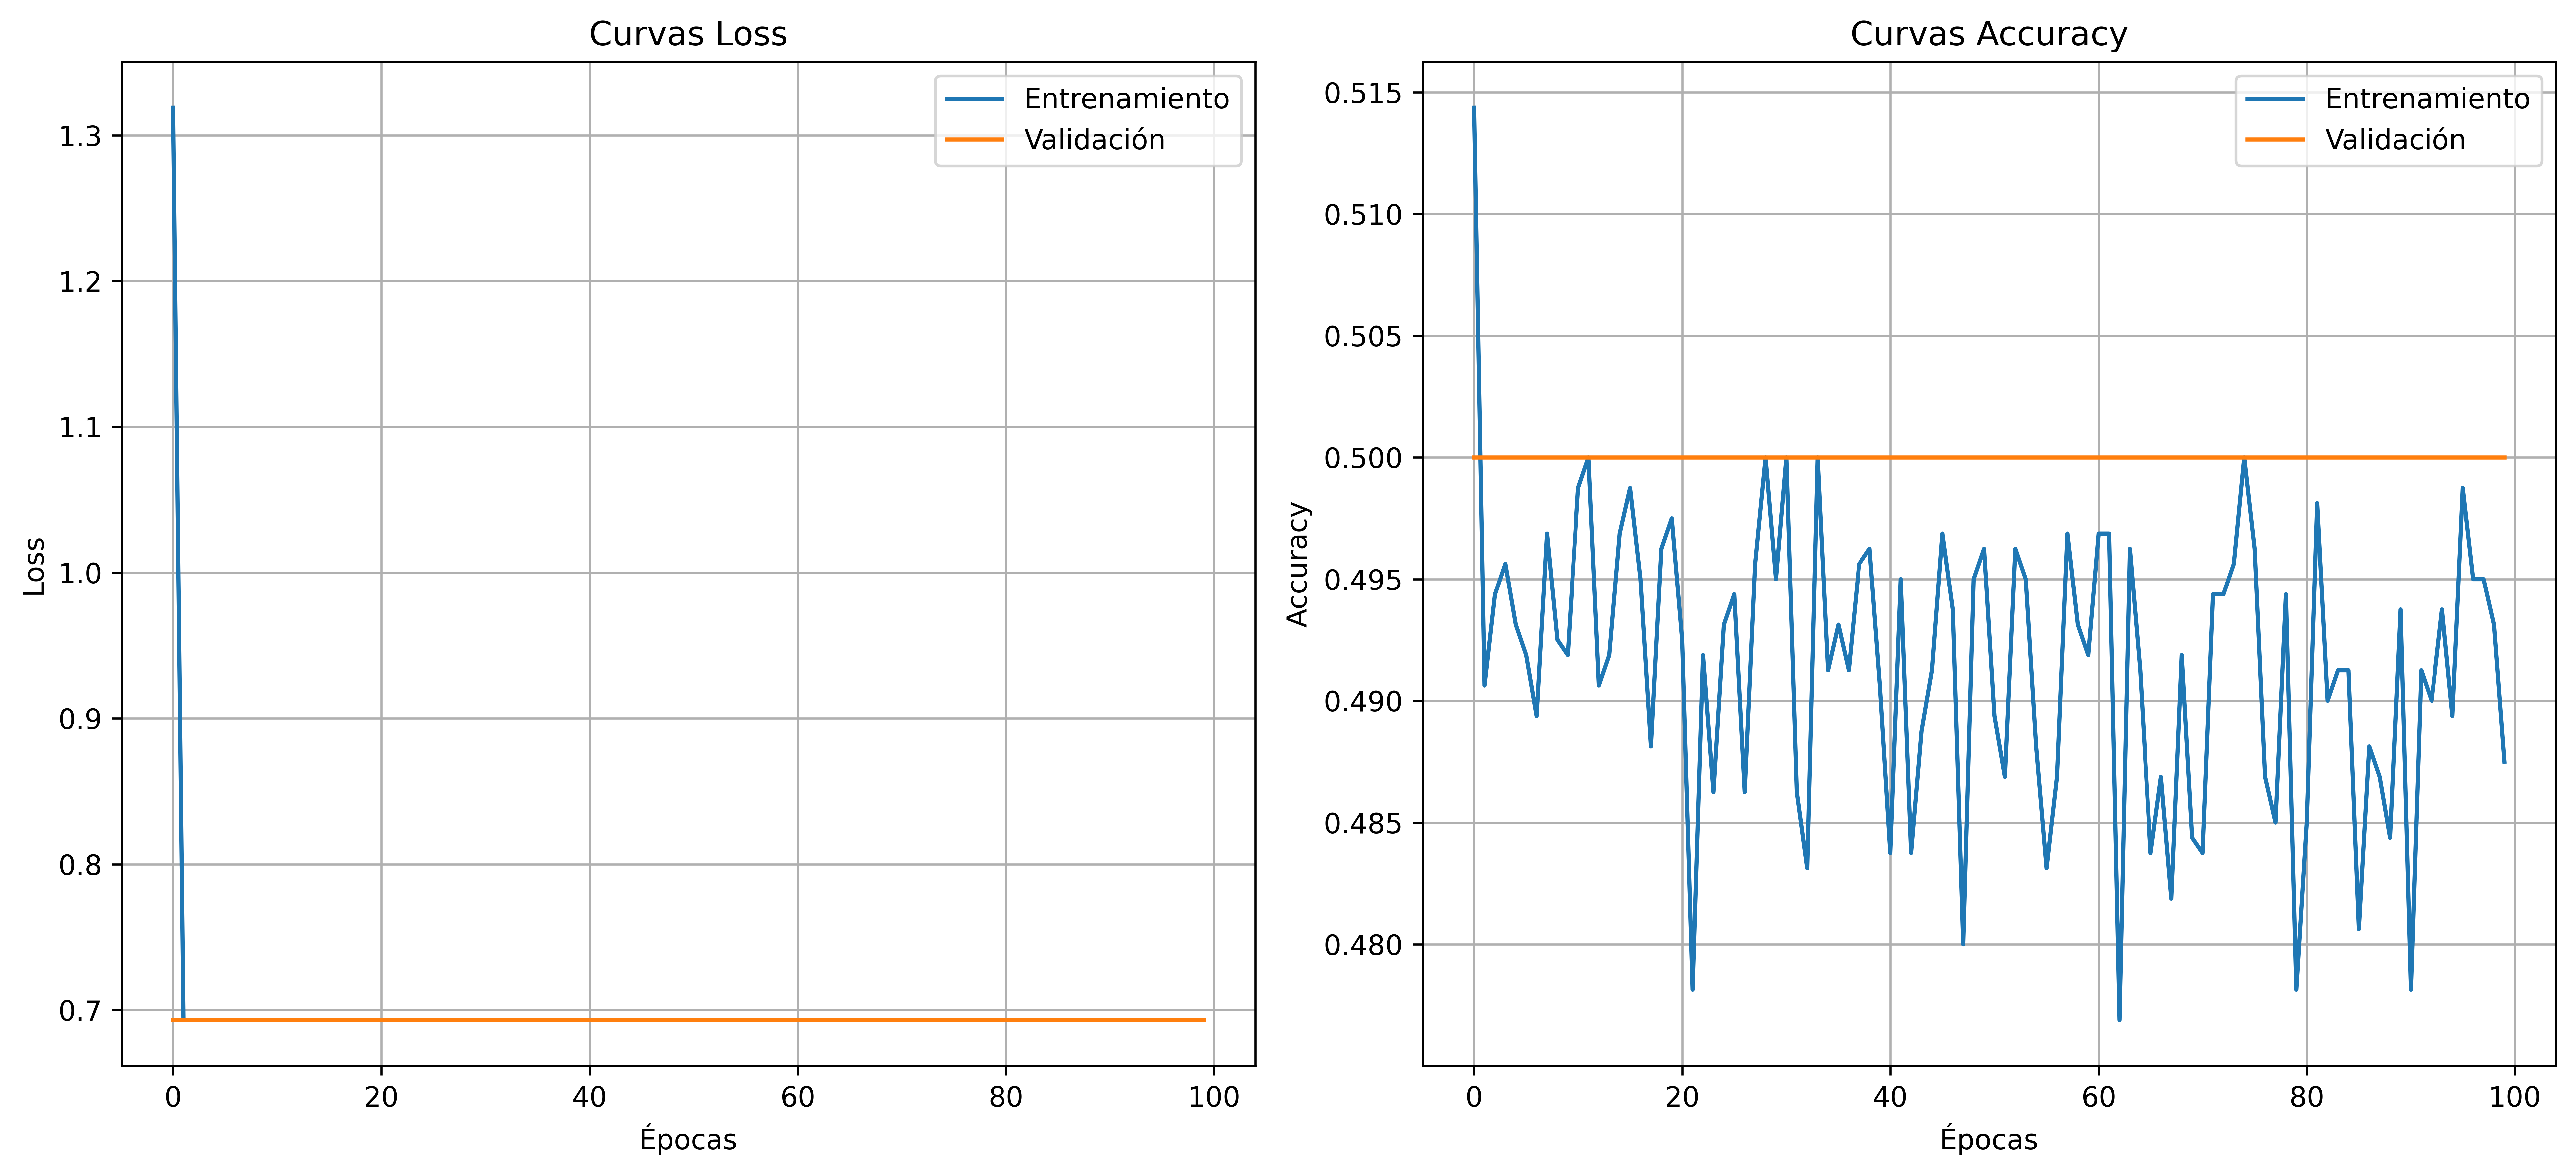 Curvas Loss
Entrenamiento
Validación
1.3
1.2
1.1
1.0
0.9
0.8
0.7
Loss
0 20 40 60 80 100
Épocas
Curvas Accuracy
Entrenamiento
Validación
0.515
0.510
0.505
0.500
0.495
0.490
0.485
0.480
Accuracy
0 20 40 60 80 100
Épocas